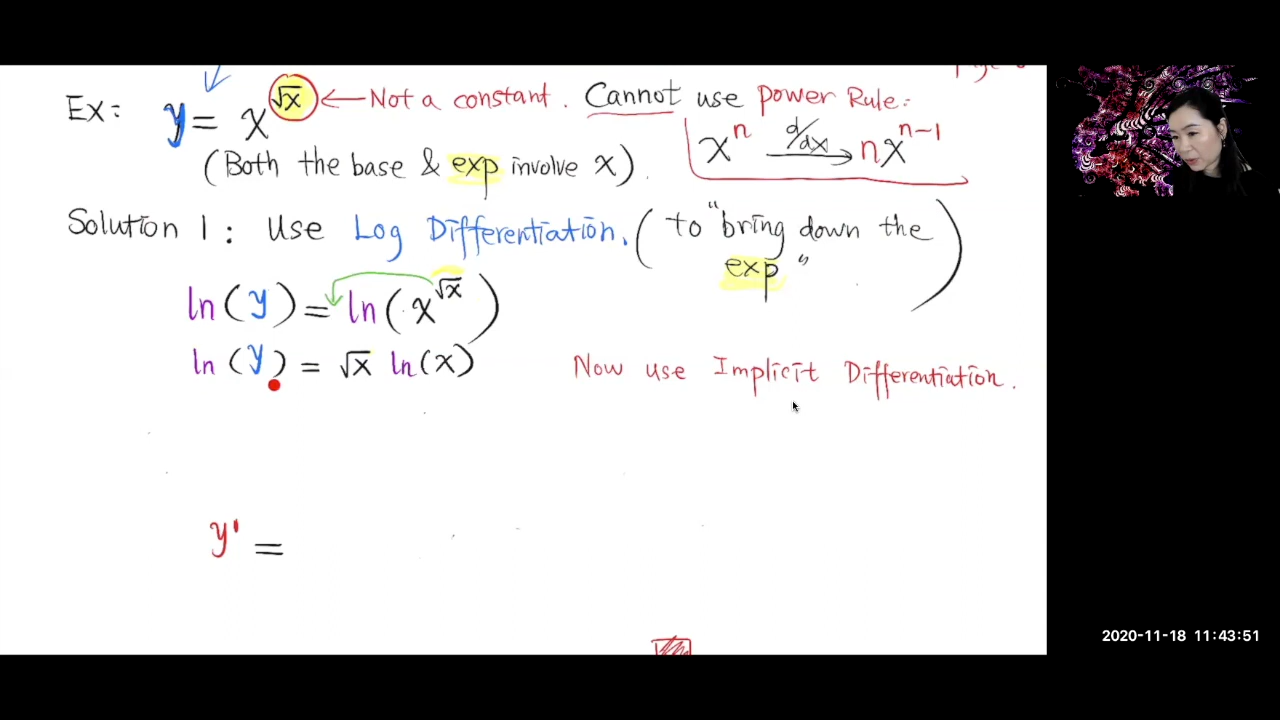 Ex: y = x^√x ← Not a constant. Cannot use power Rule:
x^n d/dx → nx^(n-1)
(Both the base & exp involve x).
Solution 1: Use Log Differentiation. (to "bring down the exp")
ln(y) = ln(x^√x)
ln(y) = √x ln(x) Now use Implicit Differentiation.
y' =
2020-11-18 11:43:51